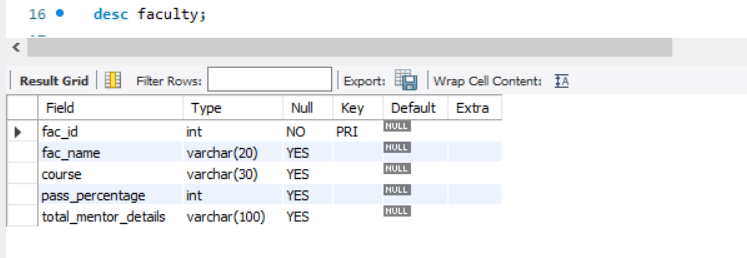 16 desc faculty;
Result Grid Filter Rows: Export: Wrap Cell Content: IA
Field Type Null Key Default Extra
fac_id int NO PRI NULL
fac_name varchar(20) YES NULL
course varchar(30) YES NULL
pass_percentage int YES NULL
total_mentor_details varchar(100) YES NULL